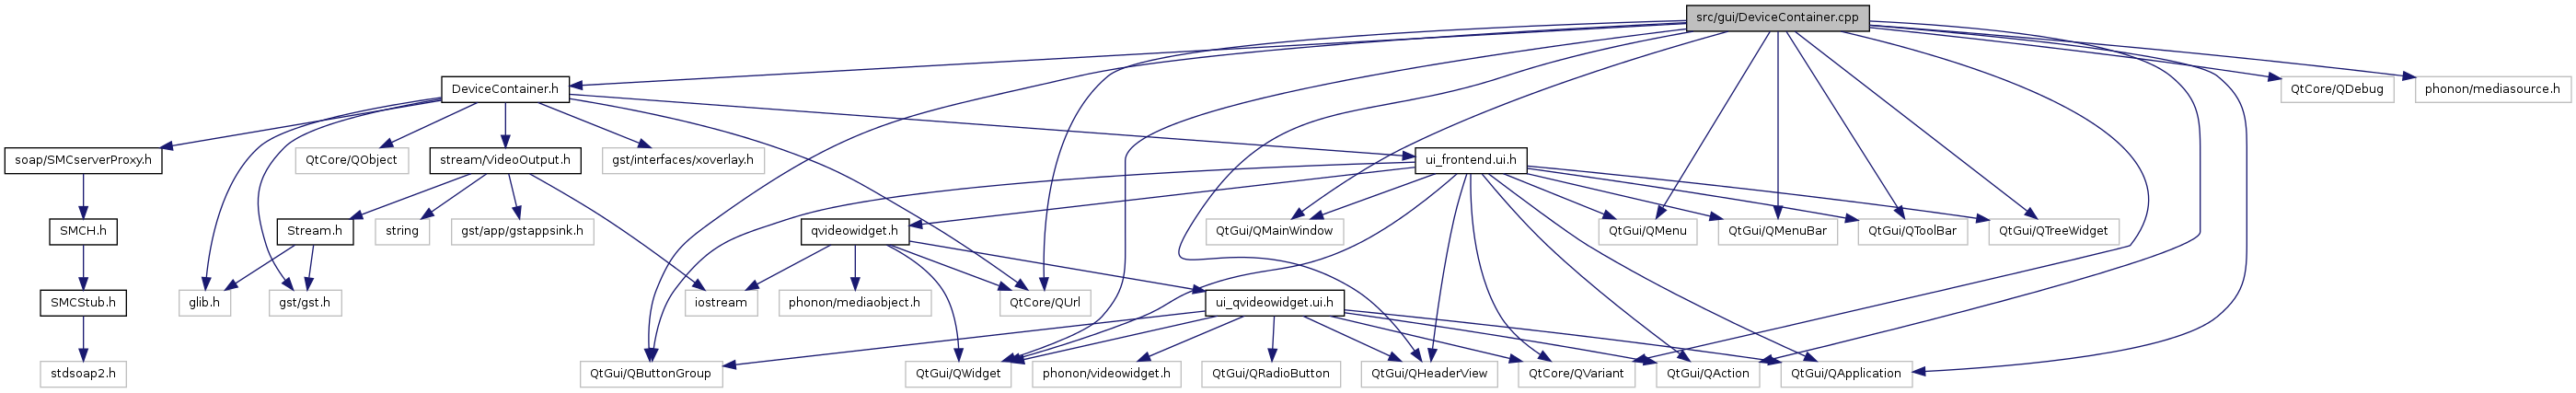 src/gui/DeviceContainer.cpp
DeviceContainer.h
QtCore/QDebug
phonon/mediasource.h
soap/SMCserverProxy.h
QtCore/QObject
stream/VideoOutput.h
gst/interfaces/xoverlay.h
ui_frontend.ui.h
SMCH.h
Stream.h
string
gst/app/gstappsink.h
qvideowidget.h
QtGui/QMainWindow
QtGui/QMenu
QtGui/QMenuBar
QtGui/QToolBar
QtGui/QTreeWidget
SMCStub.h
glib.h
gst/gst.h
iostream
phonon/mediaobject.h
QtCore/QUrl
ui_qvideowidget.ui.h
stdsoap2.h
QtGui/QButtonGroup
QtGui/QWidget
phonon/videowidget.h
QtGui/QRadioButton
QtGui/QHeaderView
QtCore/QVariant
QtGui/QAction
QtGui/QApplication